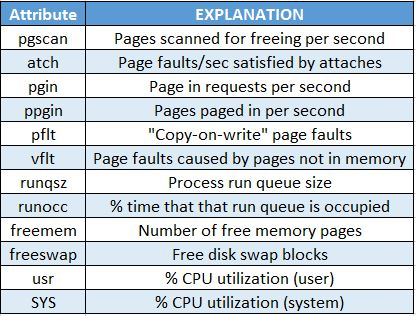 Attribute EXPLANATION
pgscan Pages scanned for freeing per second
atch Page faults/sec satisfied by attaches
pgin Page in requests per second
ppgin Pages paged in per second
pflt "Copy-on-write" page faults
vflt Page faults caused by pages not in memory
runqsz Process run queue size
runocc % time that that run queue is occupied
freemem Number of free memory pages
freeswap Free disk swap blocks
usr % CPU utilization (user)
SYS % CPU utilization (system)